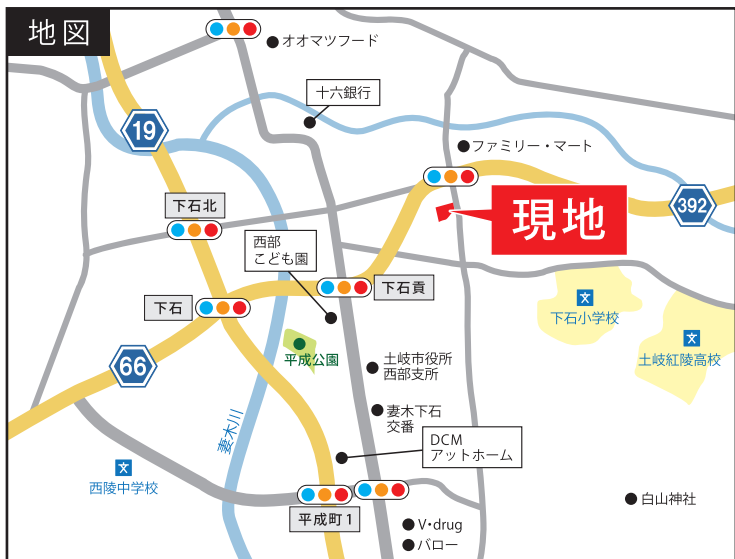 地図
オオマツフード
十六銀行
19
ファミリー・マート
下石北
392
現地
西部
こども園
下石
下石貢
下石小学校
平成公園
土岐市役所
西部支所
土岐紅陵高校
66
妻木川
妻木下石
交番
DCM
アットホーム
文
文
文
西陵中学校
平成町1
白山神社
V・drug
バロー